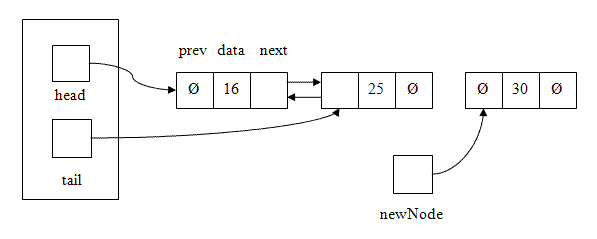 prev data next
Ø 16
25 Ø
Ø 30 Ø
head
tail
newNode